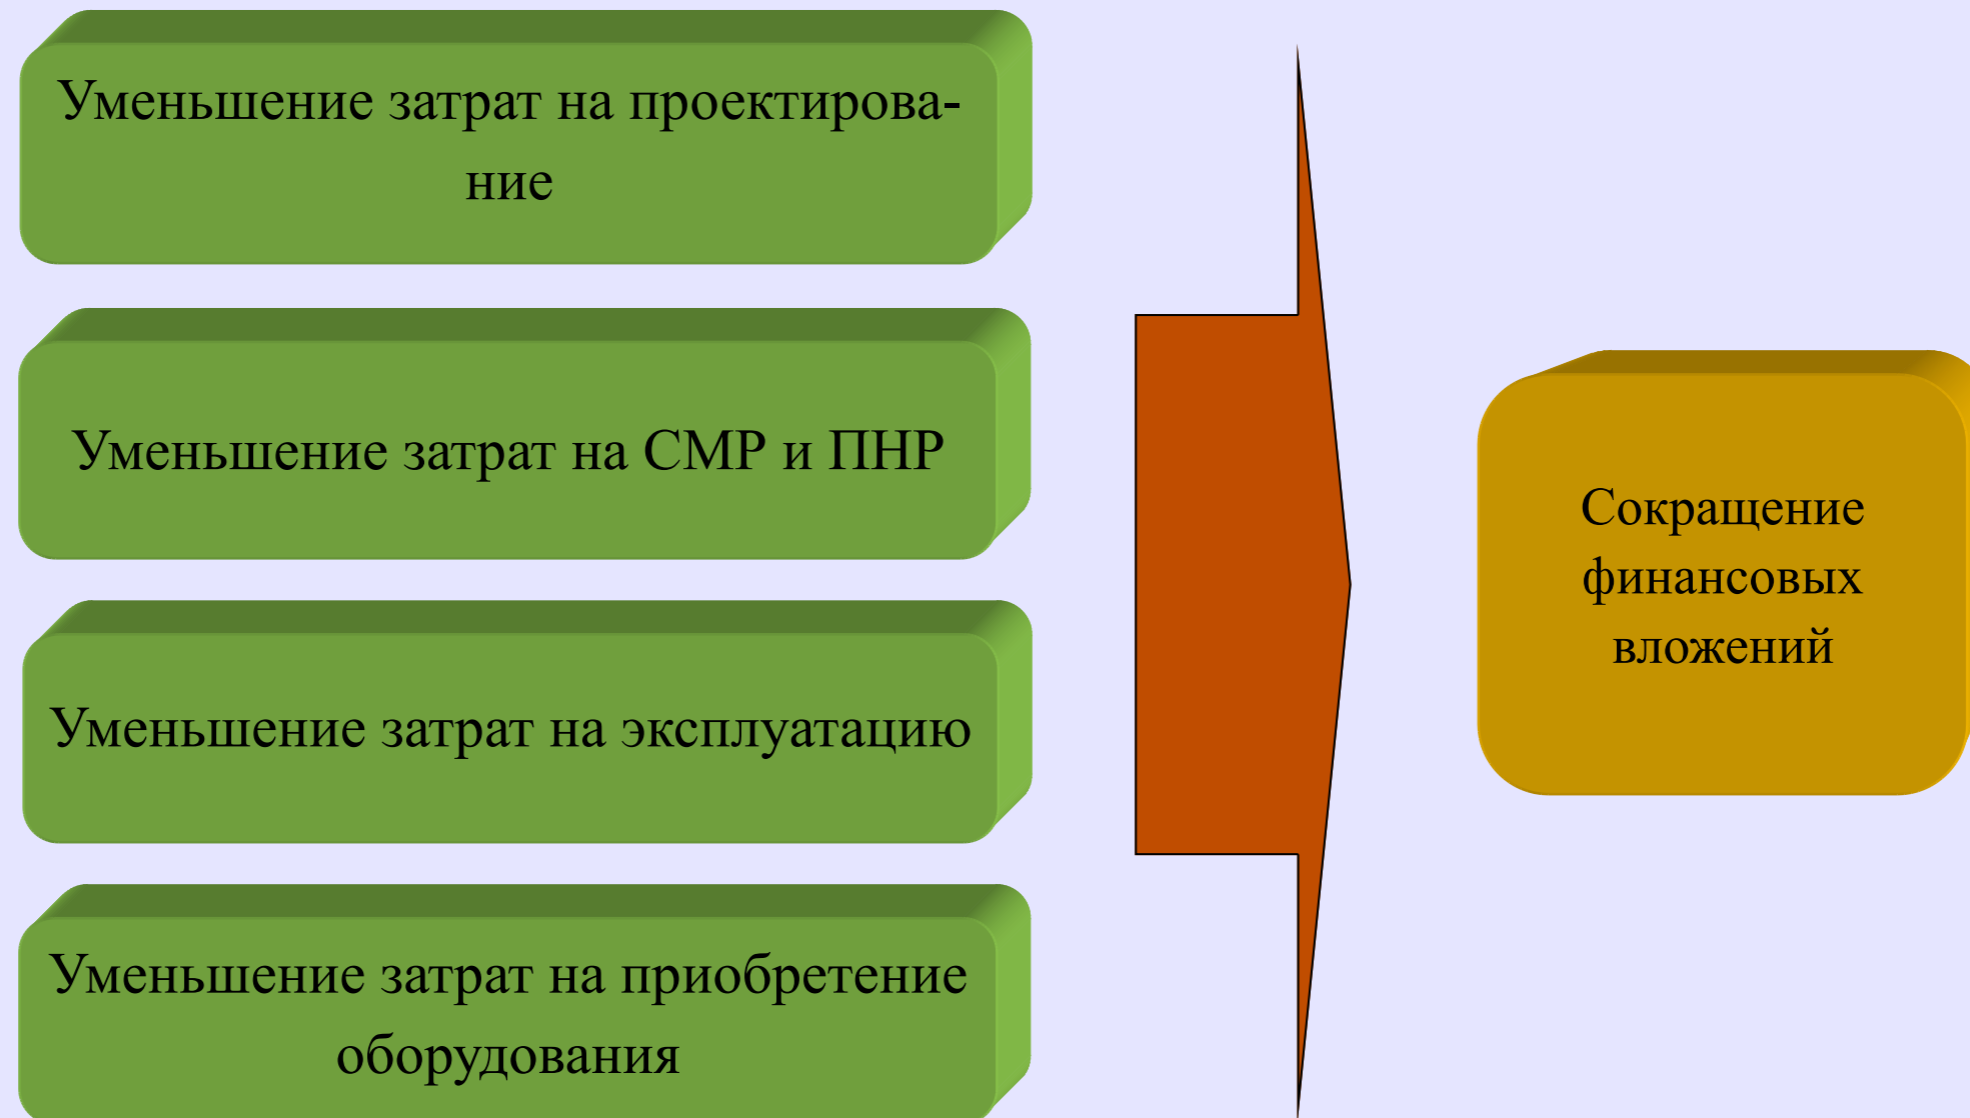 Уменьшение затрат на проектирова-
ние
Уменьшение затрат на СМР и ПНР
Уменьшение затрат на эксплуатацию
Уменьшение затрат на приобретение
оборудования
Сокращение
финансовых
вложений